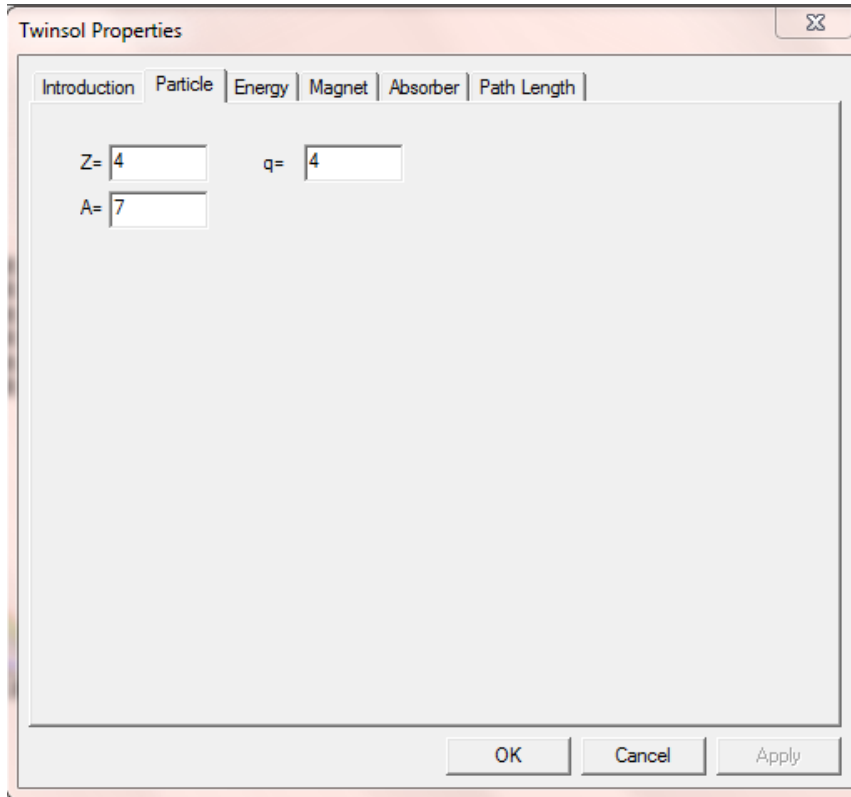 Twinsol Properties
Introduction Particle Energy Magnet Absorber Path Length
Z= 4 q= 4
A= 7
OK Cancel Apply